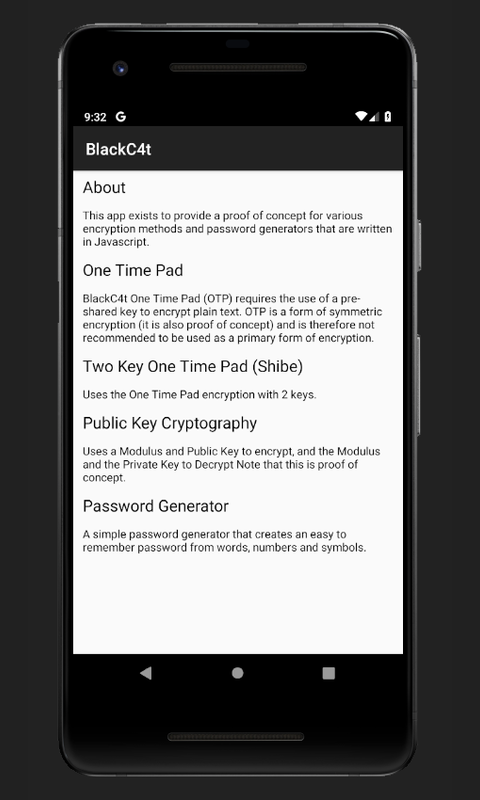 9:32 G
BlackC4t
About
This app exists to provide a proof of concept for various
encryption methods and password generators that are written
in Javascript.
One Time Pad
BlackC4t One Time Pad (OTP) requires the use of a pre-
shared key to encrypt plain text. OTP is a form of symmetric
encryption (it is also proof of concept) and is therefore not
recommended to be used as a primary form of encryption.
Two Key One Time Pad (Shibe)
Uses the One Time Pad encryption with 2 keys.
Public Key Cryptography
Uses a Modulus and Public Key to encrypt, and the Modulus
and the Private Key to Decrypt Note that this is proof of
concept.
Password Generator
A simple password generator that creates an easy to
remember password from words, numbers and symbols.